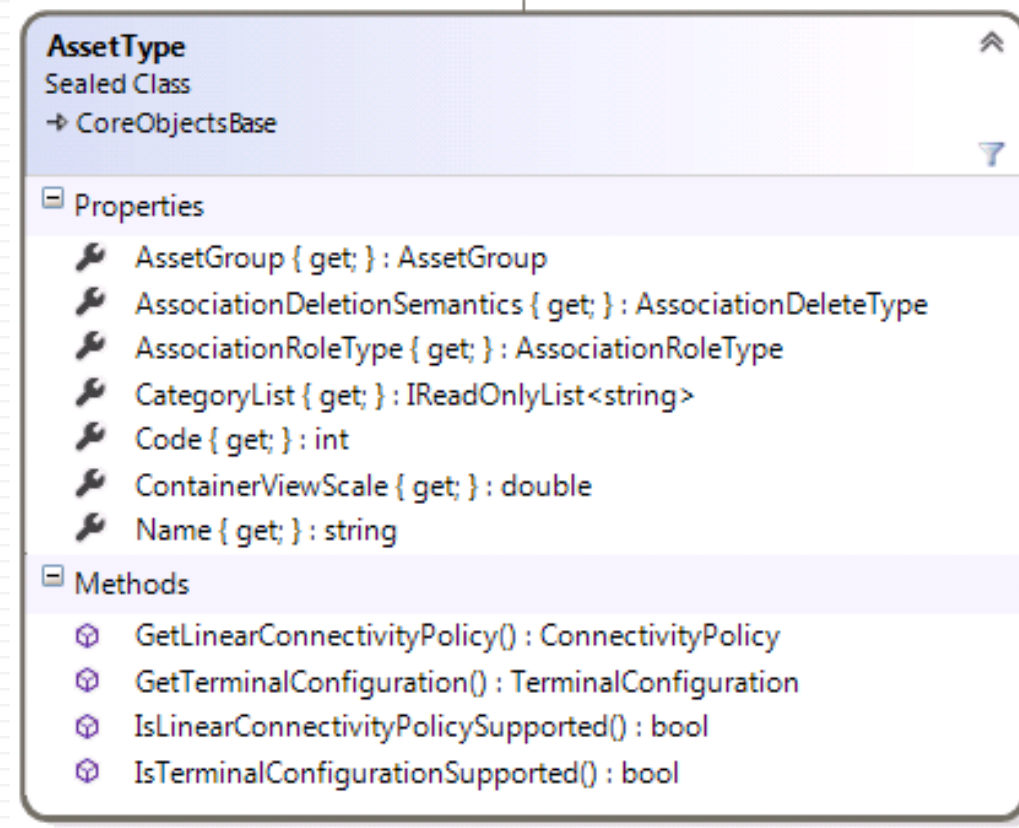 AssetType
Sealed Class
CoreObjectsBase
Properties
AssetGroup { get; } : AssetGroup
AssociationDeletionSemantics { get; } : AssociationDeleteType
AssociationRoleType { get; } : AssociationRoleType
CategoryList { get; } : IReadOnlyList<string>
Code { get; } : int
ContainerViewScale { get; } : double
Name { get; } : string
Methods
GetLinearConnectivityPolicy() : ConnectivityPolicy
GetTerminalConfiguration() : TerminalConfiguration
IsLinearConnectivityPolicySupported() : bool
IsTerminalConfigurationSupported() : bool